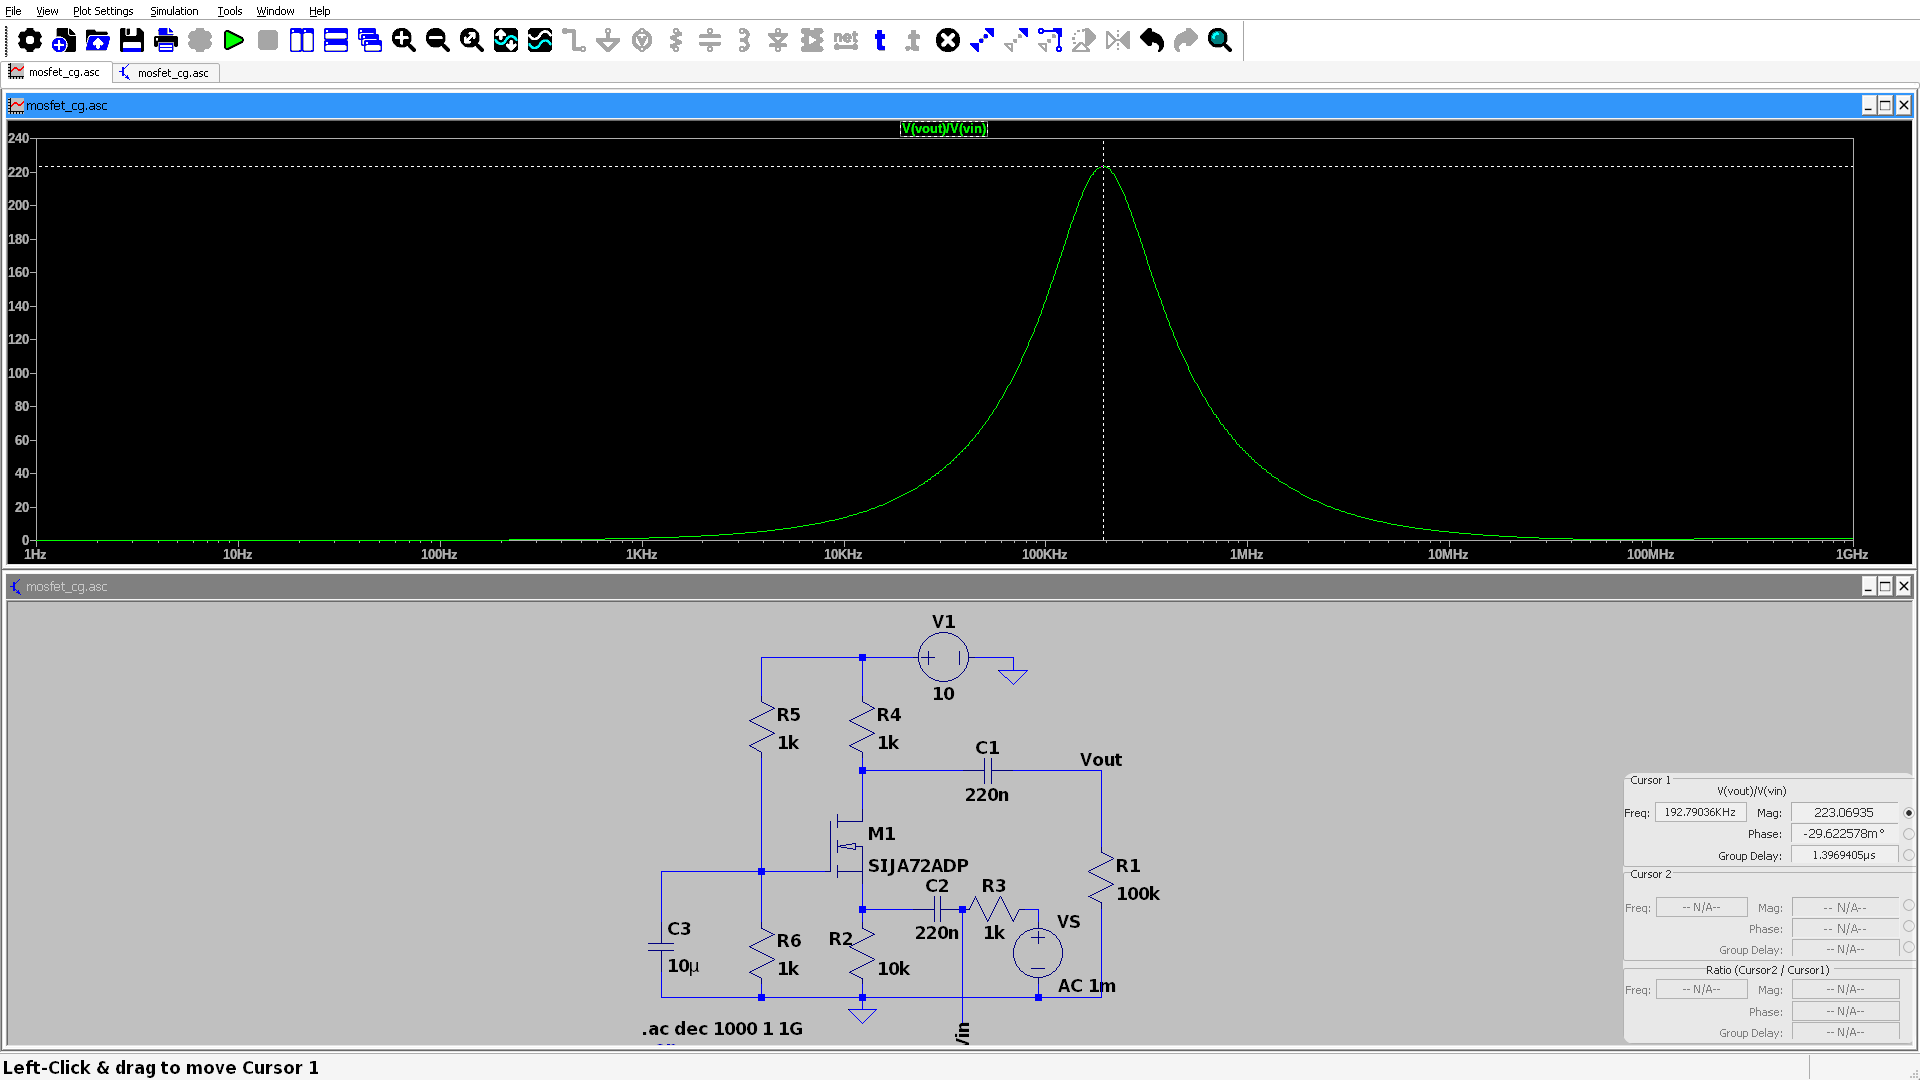 File View Plot Settings Simulation Tools Window Help
net t t
mosfet_cg.asc mosfet_cg.asc
mosfet_cg.asc
V(vout)/V(vin)
240
220
200
180
160
140
120
100
80
60
40
20
0
1Hz 10Hz 100Hz 1KHz 10KHz 100KHz 1MHz 10MHz 100MHz 1GHz
mosfet_cg.asc
V1
10
R5
1k
R4
1k
C1
220n
Vout
M1
SIJA72ADP
R1
100k
C2
220n
R3
1k
VS
AC 1m
C3
10µ
R6
1k
R2
10k
.ac dec 1000 1 1G
Vin
Cursor 1
V(vout)/V(vin)
Freq: 192.79036KHz Mag: 223.06935
Phase: -29.622578m°
Group Delay: 1.3969405µs
Cursor 2
Freq: -- N/A-- Mag: -- N/A--
Phase: -- N/A--
Group Delay: -- N/A--
Ratio (Cursor2 / Cursor1)
Freq: -- N/A-- Mag: -- N/A--
Phase: -- N/A--
Group Delay: -- N/A--
Left-Click & drag to move Cursor 1